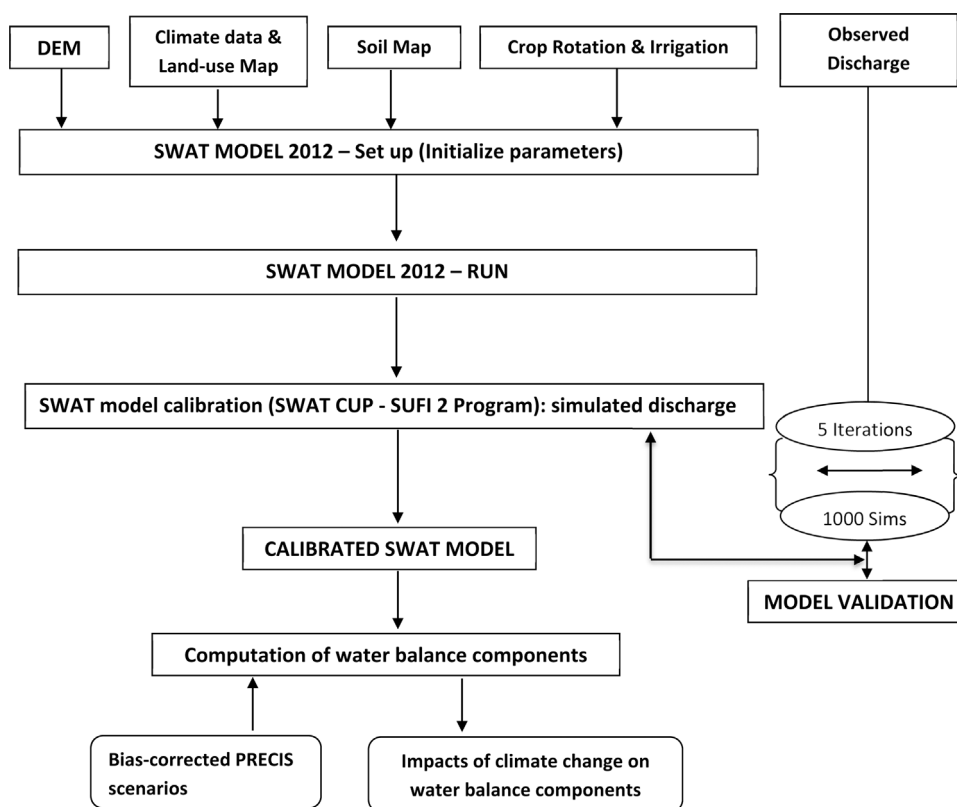 DEM
Climate data &
Land-use Map
Soil Map
Crop Rotation & Irrigation
Observed
Discharge
SWAT MODEL 2012 – Set up (Initialize parameters)
SWAT MODEL 2012 – RUN
SWAT model calibration (SWAT CUP - SUFI 2 Program): simulated discharge
5 Iterations
1000 Sims
CALIBRATED SWAT MODEL
MODEL VALIDATION
Computation of water balance components
Bias-corrected PRECIS
scenarios
Impacts of climate change on
water balance components